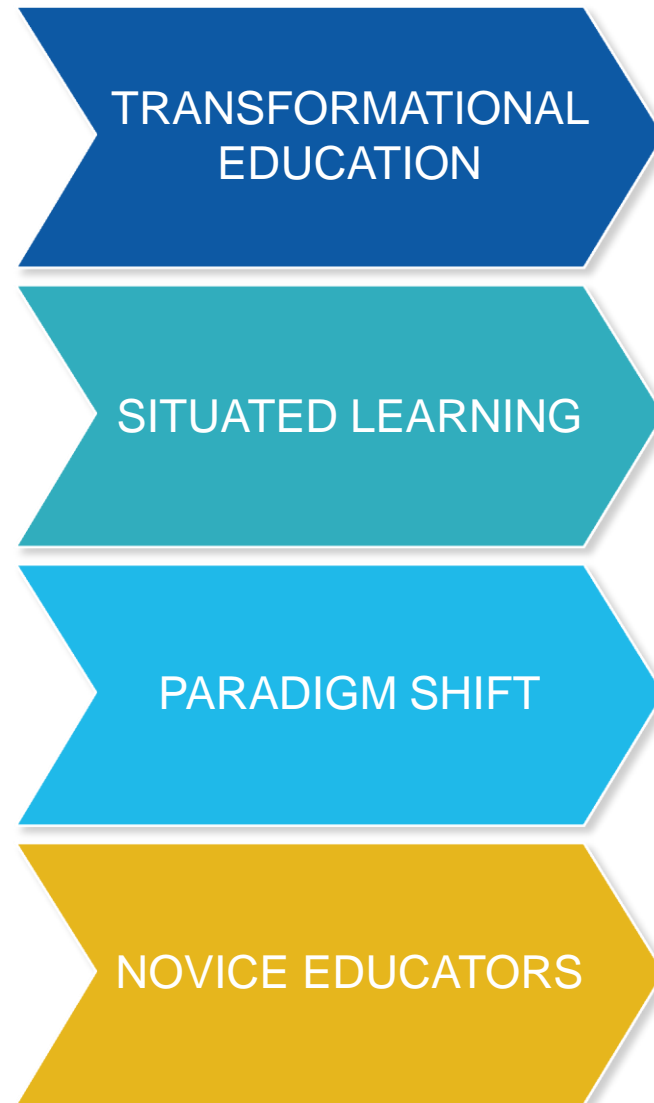 TRANSFORMATIONAL
EDUCATION
SITUATED LEARNING
PARADIGM SHIFT
NOVICE EDUCATORS